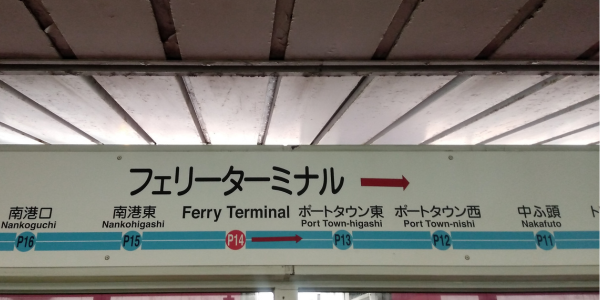 フェリーターミナル
南港口 南港東 Ferry Terminal ポートタウン東 ポートタウン西 中ふ頭
Nankoguchi Nankohigashi Port Town-higashi Port Town-nishi Nakafuto
P16 P15 P14 P13 P12 P11